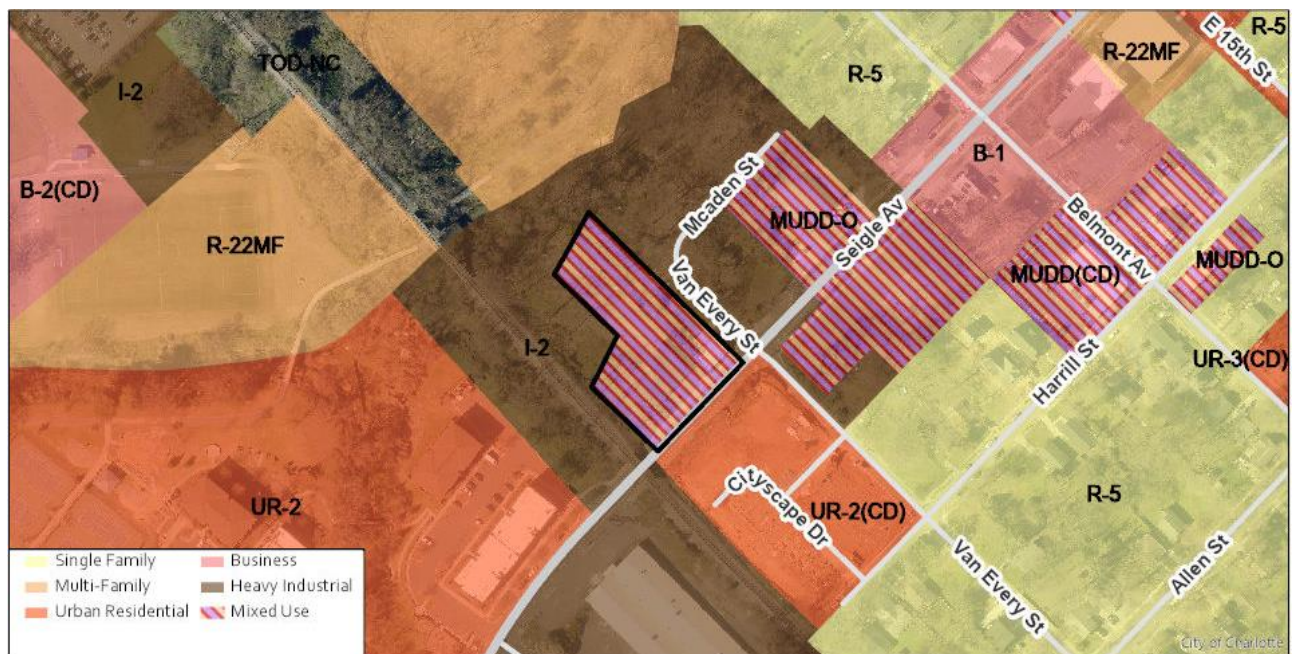 TOD-NC
R-5
E 15th St
R-22MF
I-2
R-5
B-1
B-2(CD)
R-22MF
Mcaden St
MUDD-O
Seigle Av
Belmont Av
MUDD(CD)
MUDD-O
Van Every St
I-2
UR-3(CD)
Harrill St
Cityscape Dr
UR-2
UR-2(CD)
R-5
Van Every St
Allen St
Single Family
Business
Multi-Family
Heavy Industrial
Urban Residential
Mixed Use
City of Charlotte